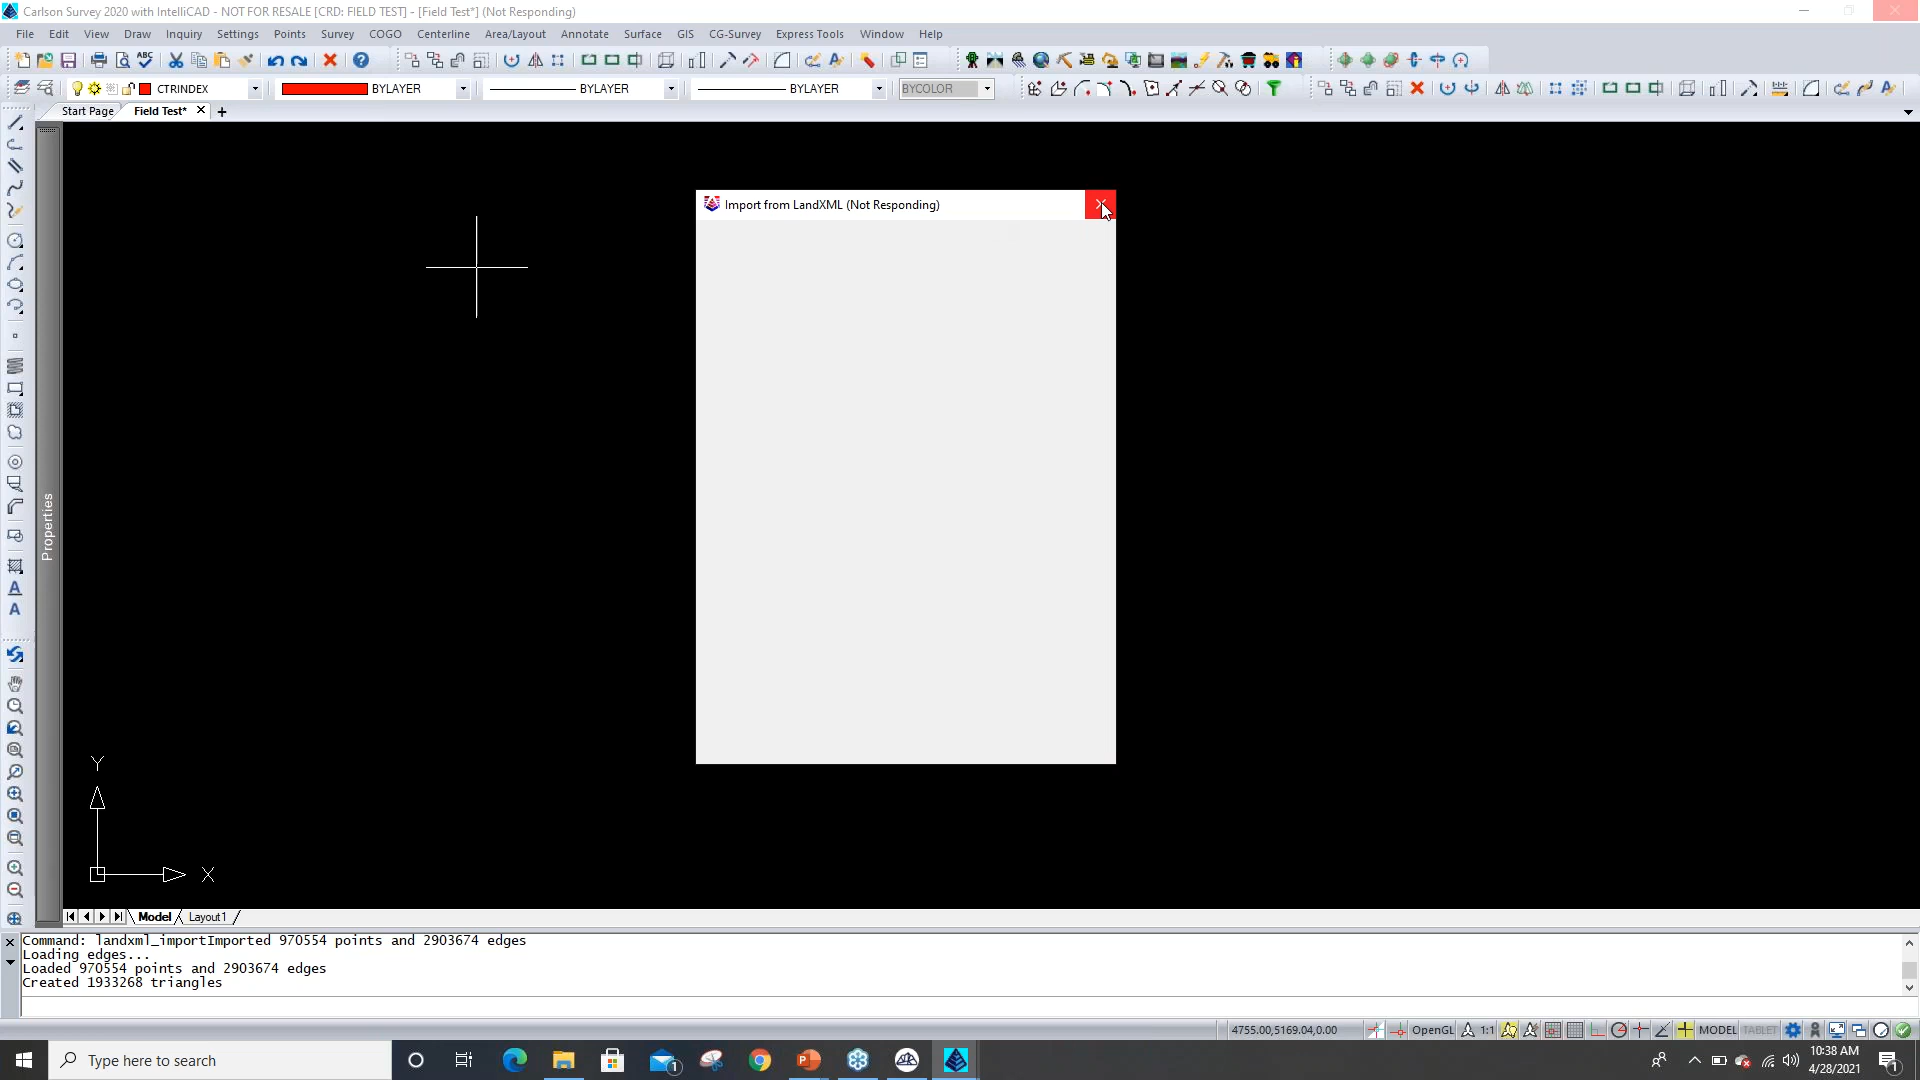 Carlson Survey 2020 with IntelliCAD - NOT FOR RESALE [CRD: FIELD TEST] - [Field Test*] (Not Responding)
File Edit View Draw Inquiry Settings Points Survey COGO Centerline Area/Layout Annotate Surface GIS CG-Survey Express Tools Window Help
CTRINDEX BYLAYER BYLAYER BYLAYER BYCOLOR
Start Page Field Test*
Import from LandXML (Not Responding)
Properties
Y
X
Model Layout1
Command: landxml_importImported 970554 points and 2903674 edges
Loading edges...
Loaded 970554 points and 2903674 edges
Created 1933268 triangles
4755.00,5169.04,0.00 OpenGL 1:1 MODEL TABLET
Type here to search
1
10:38 AM
4/28/2021
1